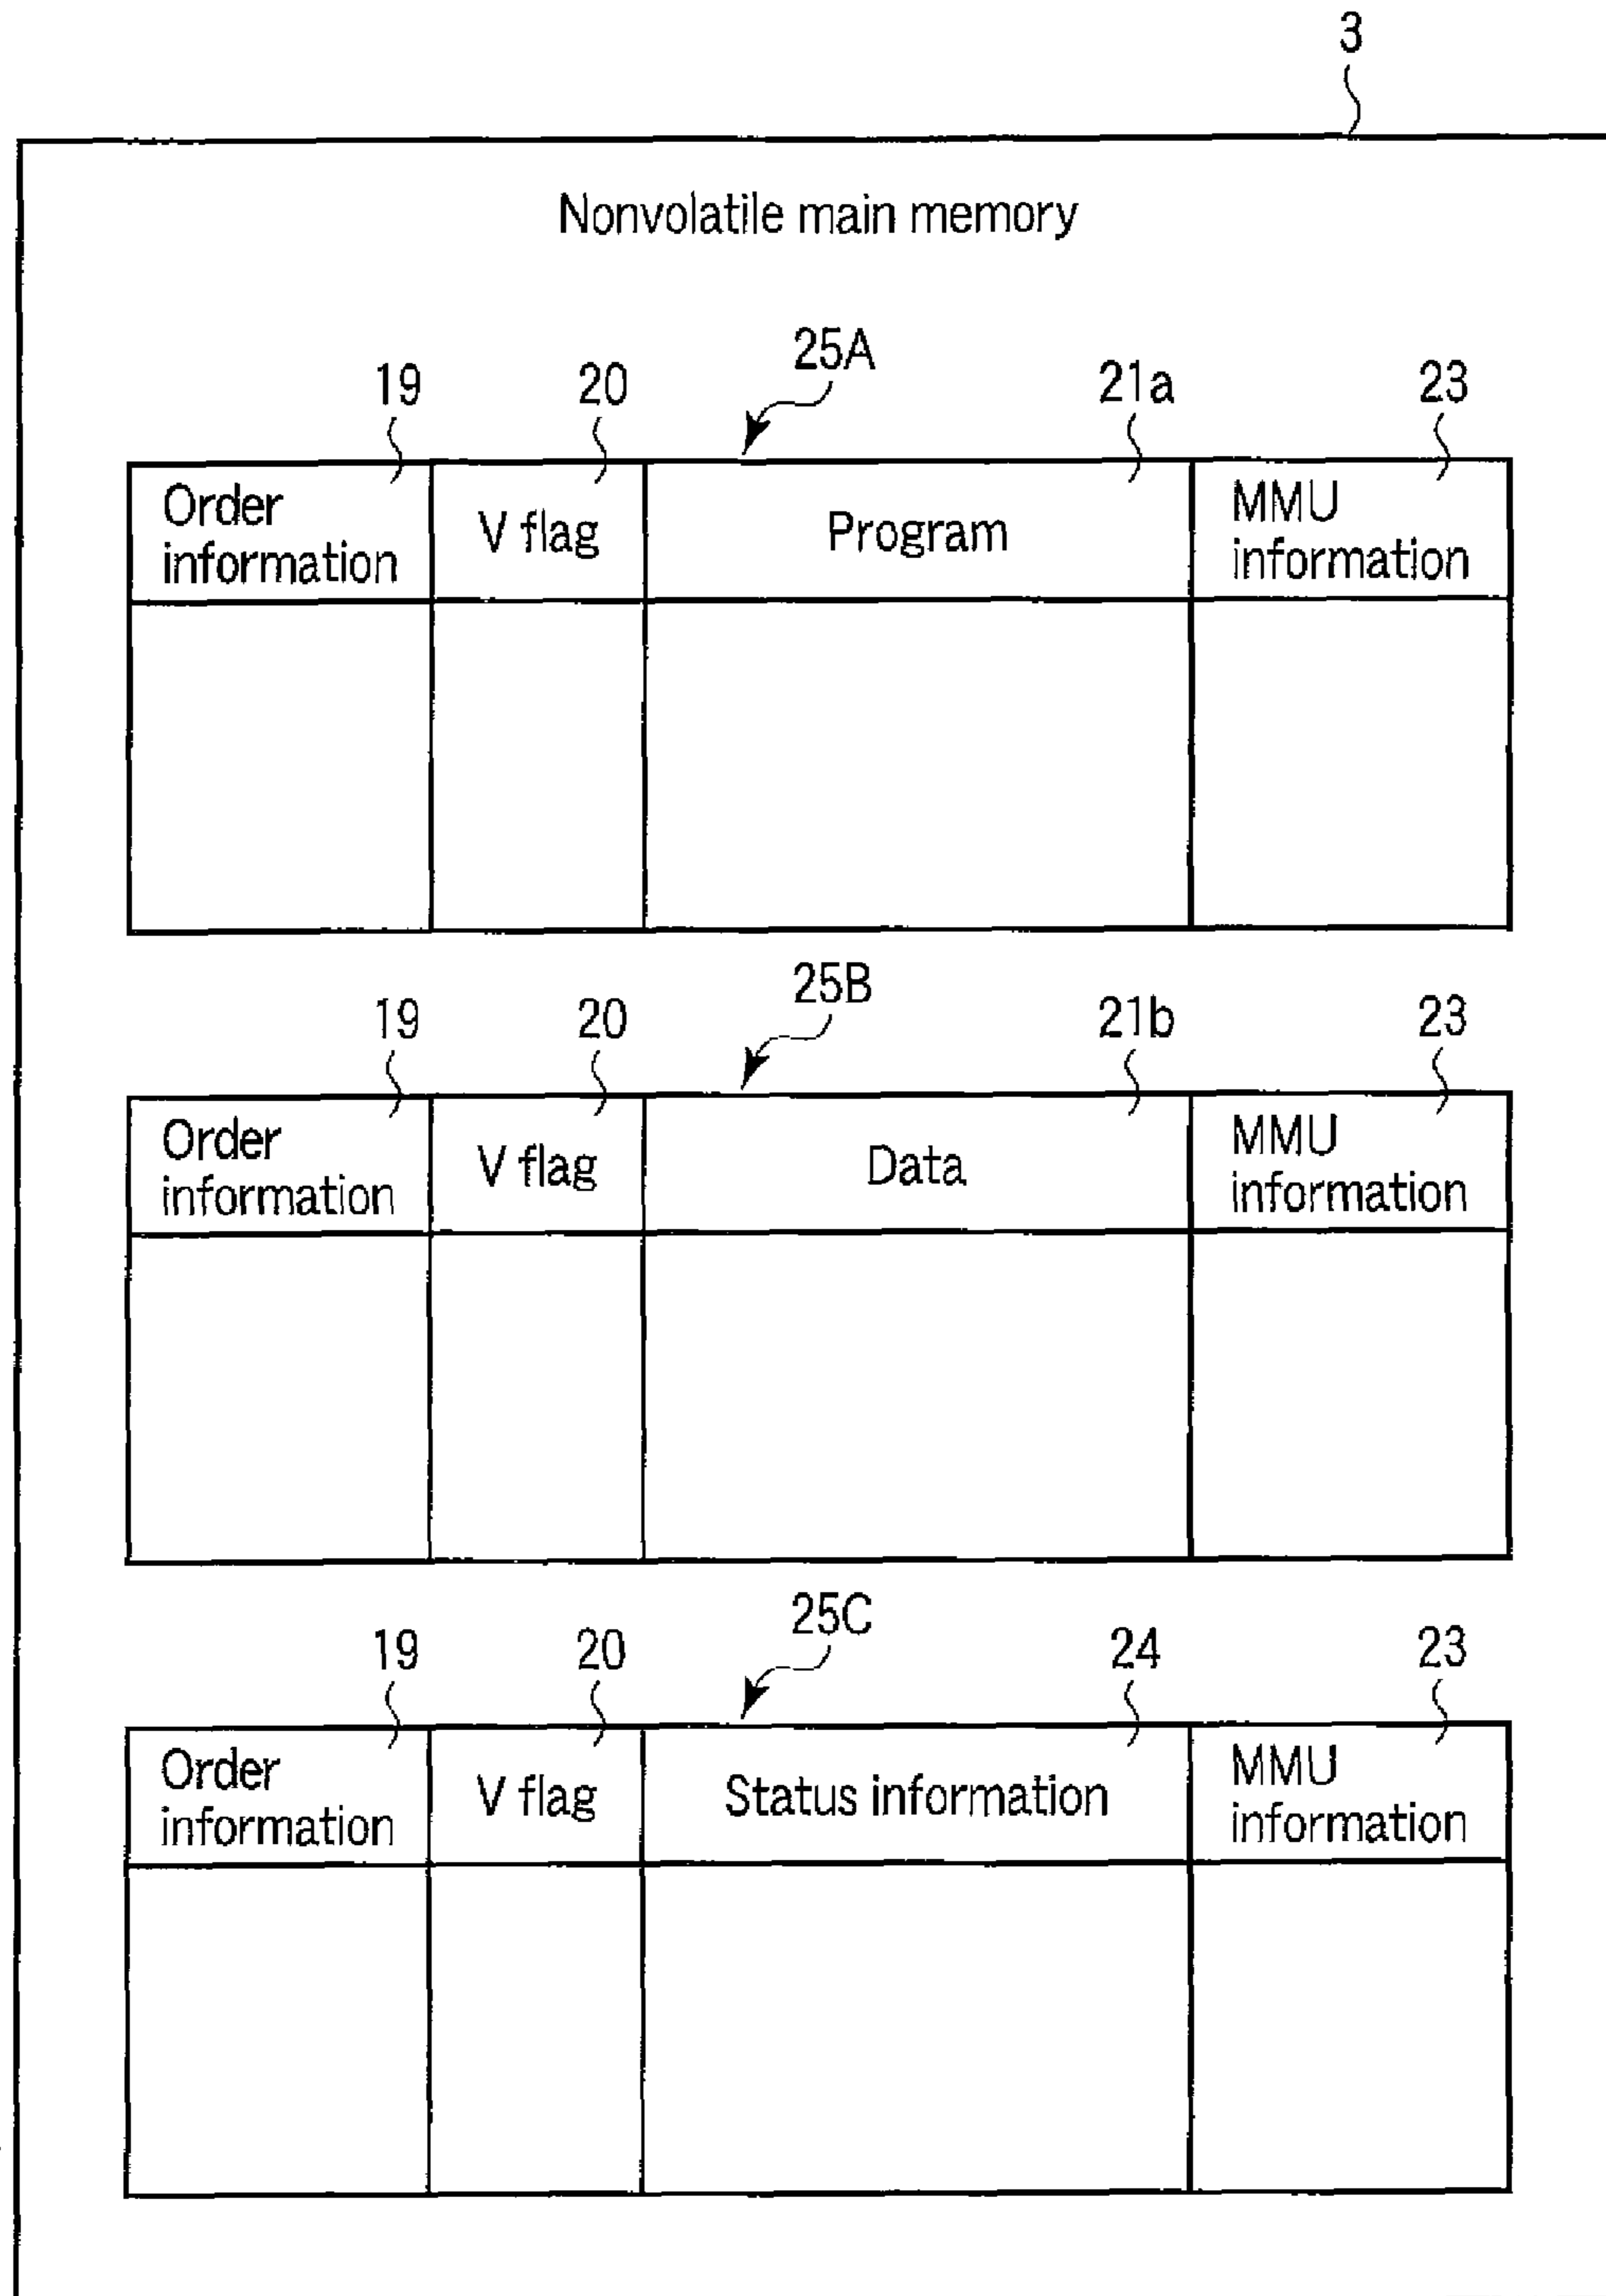 3
Nonvolatile main memory
25A
19 20 21a 23
Order
information
V flag
Program
MMU
information
25B
19 20 21b 23
Order
information
V flag
Data
MMU
information
25C
19 20 24 23
Order
information
V flag
Status information
MMU
information